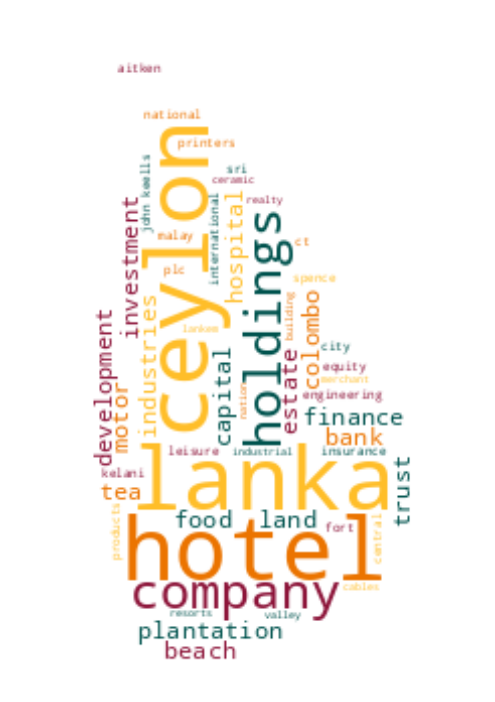 aitken
national
printers
ceylon
john keells
sri
ceramic
international
hospital
realty
investment
holdings
malay
ct
plc
spence
industries
lankem
building
colombo
development
capital
estate
city
motor
nation
equity
merchant
engineering
finance
bank
lanka
leisure
industrial
insurance
kelani
trust
tea
products
food
land
fort
central
hotel
company
cables
resorts
valley
plantation
beach